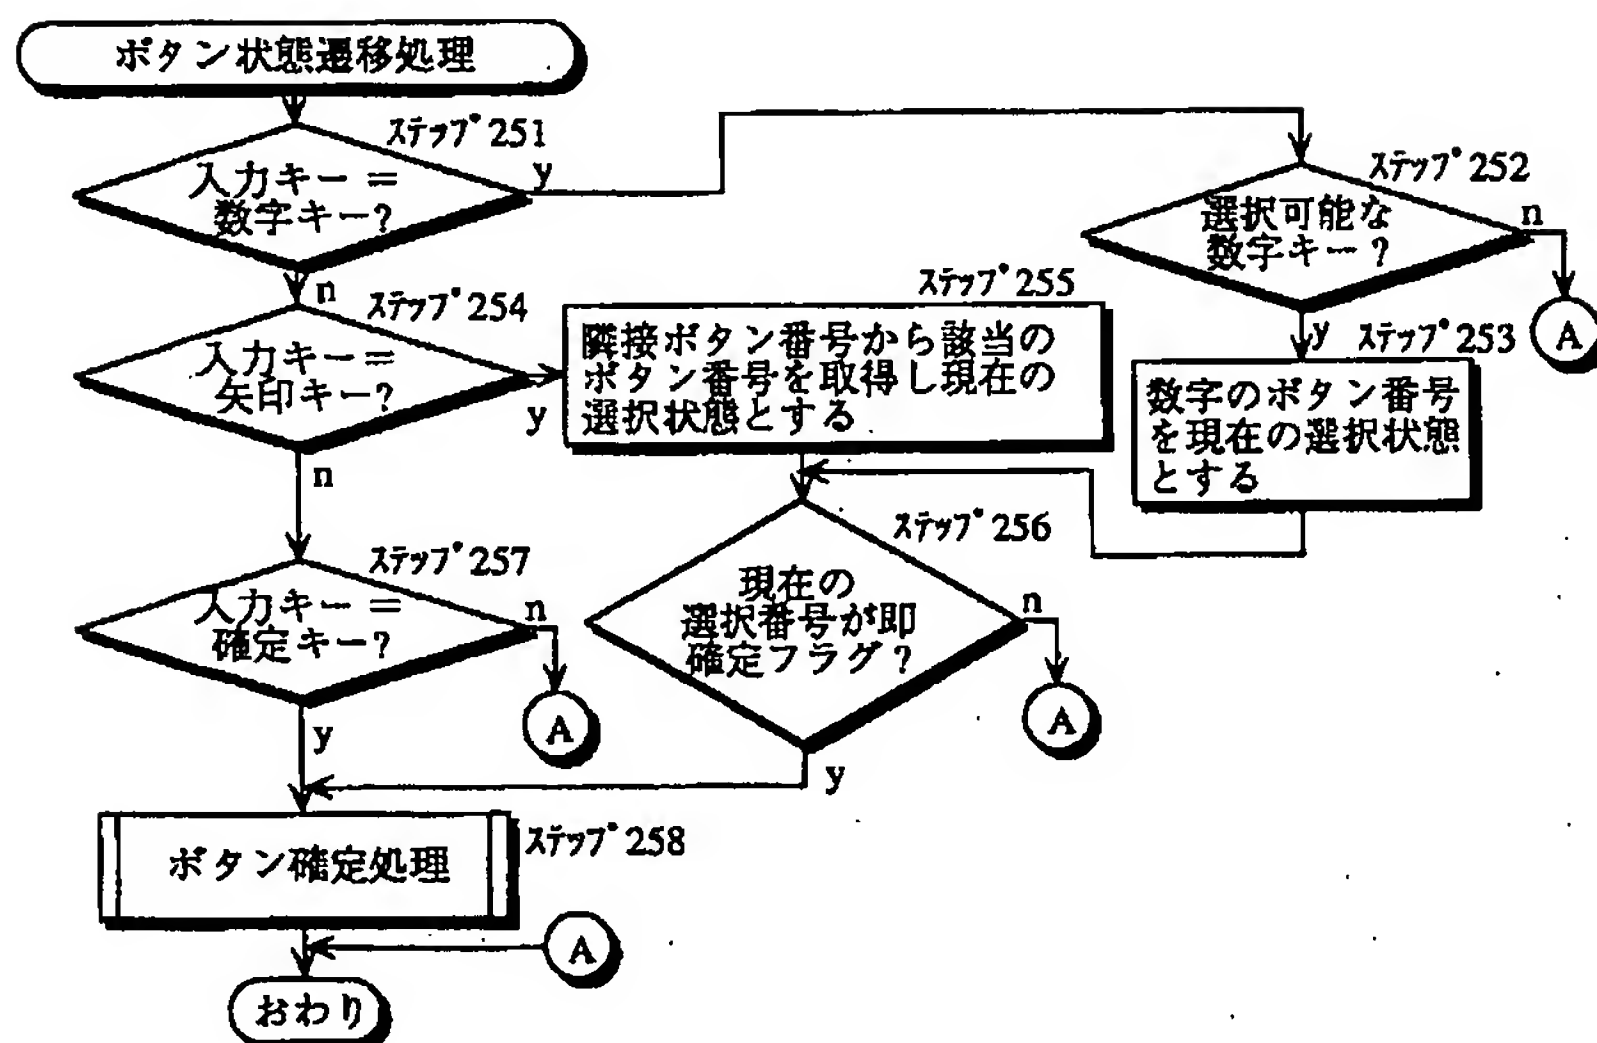 ボタン状態遷移処理
ステップ251
入力キー＝
数字キー?
y
n
ステップ252
選択可能な
数字キー?
n
A
y
ステップ253
数字のボタン番号
を現在の選択状態
とする
ステップ254
入力キー＝
矢印キー?
y
n
ステップ255
隣接ボタン番号から該当の
ボタン番号を取得し現在の
選択状態とする
ステップ256
現在の
選択番号が即
確定フラグ?
n
A
y
ステップ257
入力キー＝
確定キー?
n
A
y
ステップ258
ボタン確定処理
A
おわり